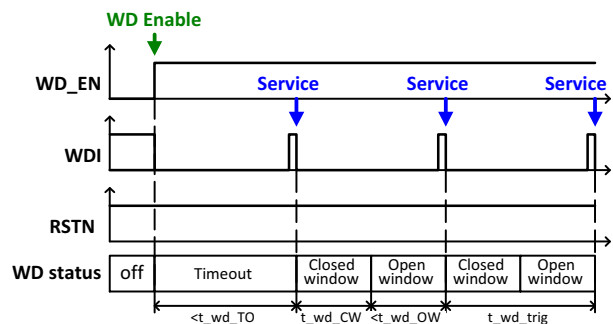 WD Enable
WD_EN
Service Service Service
WDI
RSTN
WD status
off
Timeout
Closed window
Open window
Closed window
Open window
<t_wd_TO t_wd_CW <t_wd_OW t_wd_trig